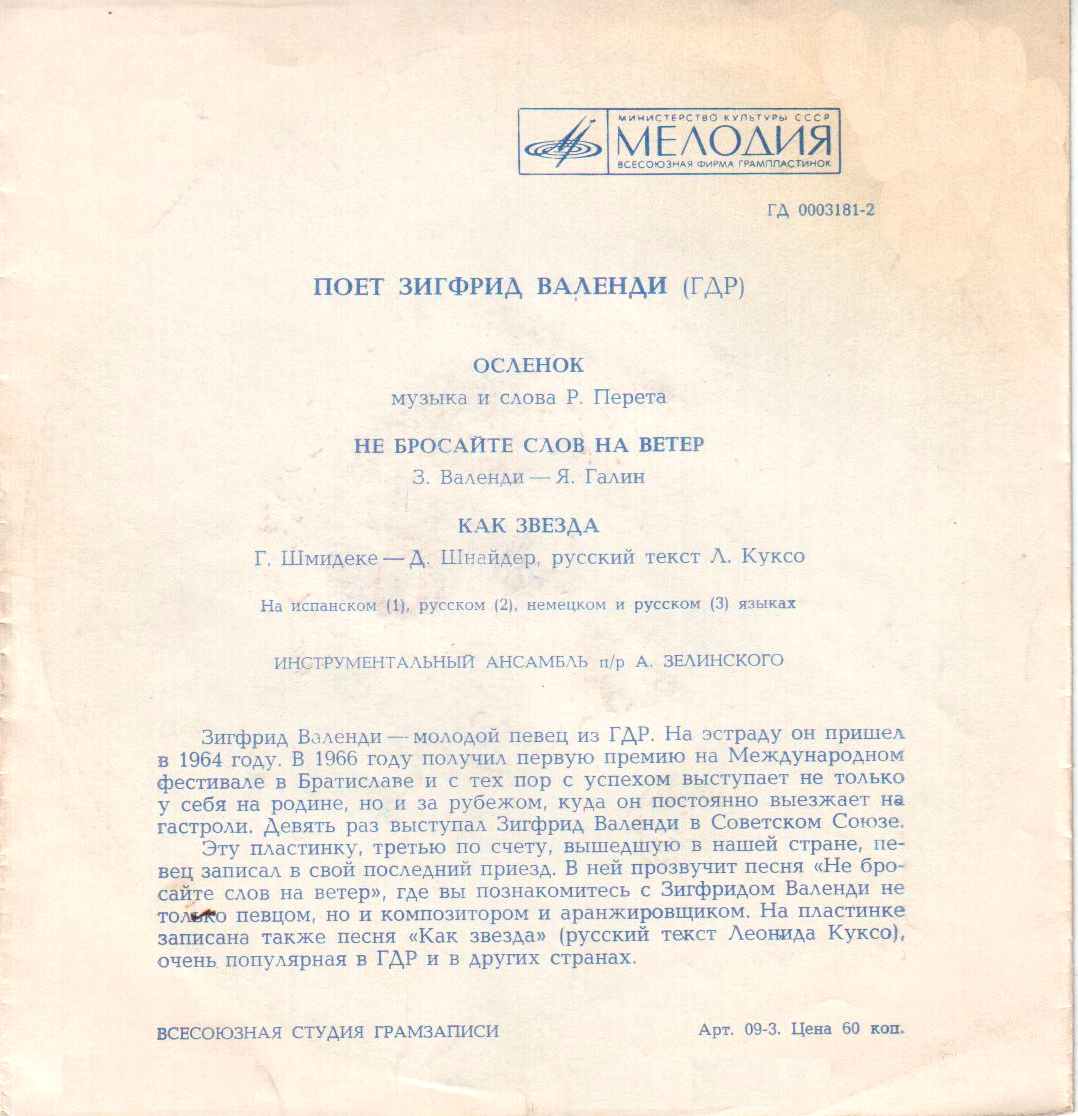 МИНИСТЕРСТВО КУЛЬТУРЫ СССР
МЕЛОДИЯ
ВСЕСОЮЗНАЯ ФИРМА ГРАМПЛАСТИНОК
ГД 0003181-2
ПОЕТ ЗИГФРИД ВАЛЕНДИ (ГДР)
ОСЛЕНОК
музыка и слова Р. Перета
НЕ БРОСАЙТЕ СЛОВ НА ВЕТЕР
З. Валенди — Я. Галин
КАК ЗВЕЗДА
Г. Шмидеке — Д. Шнайдер, русский текст Л. Куксо
На испанском (1), русском (2), немецком и русском (3) языках
ИНСТРУМЕНТАЛЬНЫЙ АНСАМБЛЬ п/р А. ЗЕЛИНСКОГО
Зигфрид Валенди — молодой певец из ГДР. На эстраду он пришел
в 1964 году. В 1966 году получил первую премию на Международном
фестивале в Братиславе и с тех пор с успехом выступает не только
у себя на родине, но и за рубежом, куда он постоянно выезжает на
гастроли. Девять раз выступал Зигфрид Валенди в Советском Союзе.
Эту пластинку, третью по счету, вышедшую в нашей стране, пе-
вец записал в свой последний приезд. В ней прозвучит песня «Не бро-
сайте слов на ветер», где вы познакомитесь с Зигфридом Валенди не
только певцом, но и композитором и аранжировщиком. На пластинке
записана также песня «Как звезда» (русский текст Леонида Куксо),
очень популярная в ГДР и в других странах.
ВСЕСОЮЗНАЯ СТУДИЯ ГРАМЗАПИСИ
Арт. 09-3. Цена 60 коп.